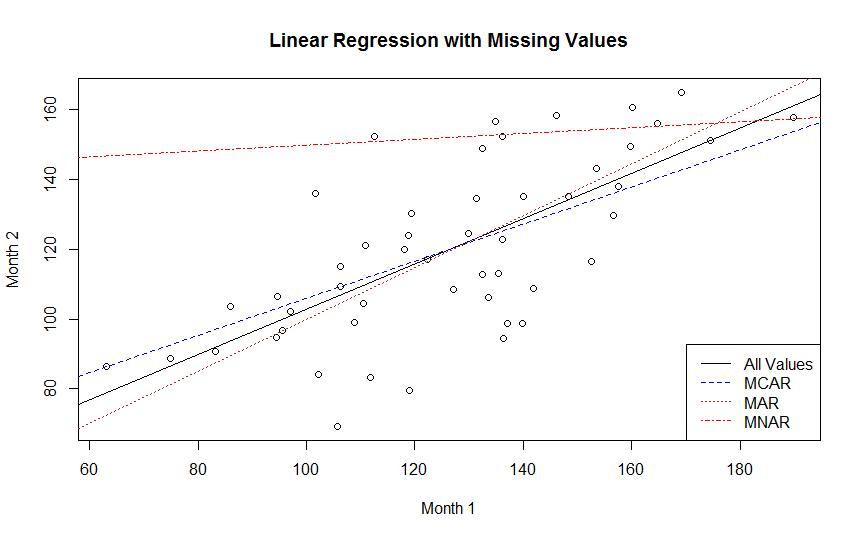 Linear Regression with Missing Values
Month 2
160
140
120
100
80
60
80
100
120
140
160
180
Month 1
All Values
MCAR
MAR
MNAR